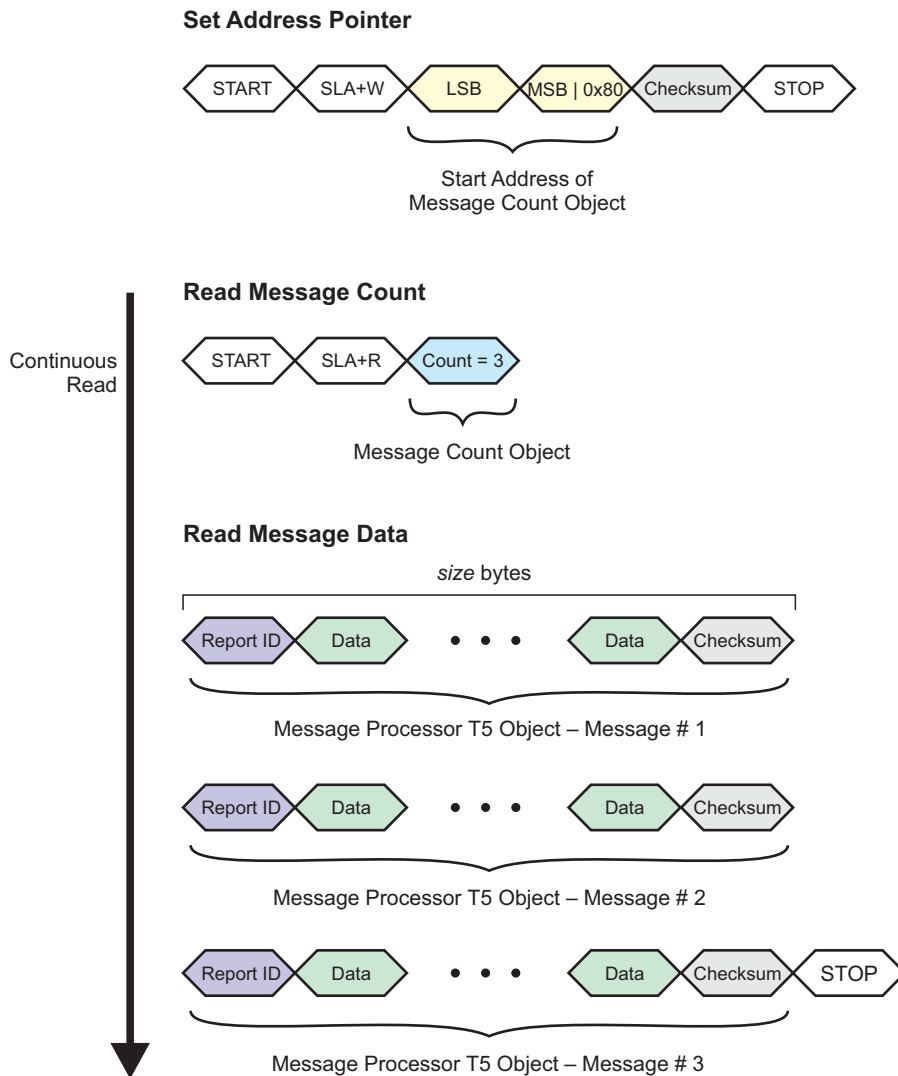 Set Address Pointer
START SLA+W LSB MSB | 0x80 Checksum STOP
Start Address of
Message Count Object
Read Message Count
Continuous
Read
START SLA+R Count = 3
Message Count Object
Read Message Data
size bytes
Report ID Data • • • Data Checksum
Message Processor T5 Object – Message # 1
Report ID Data • • • Data Checksum
Message Processor T5 Object – Message # 2
Report ID Data • • • Data Checksum STOP
Message Processor T5 Object – Message # 3